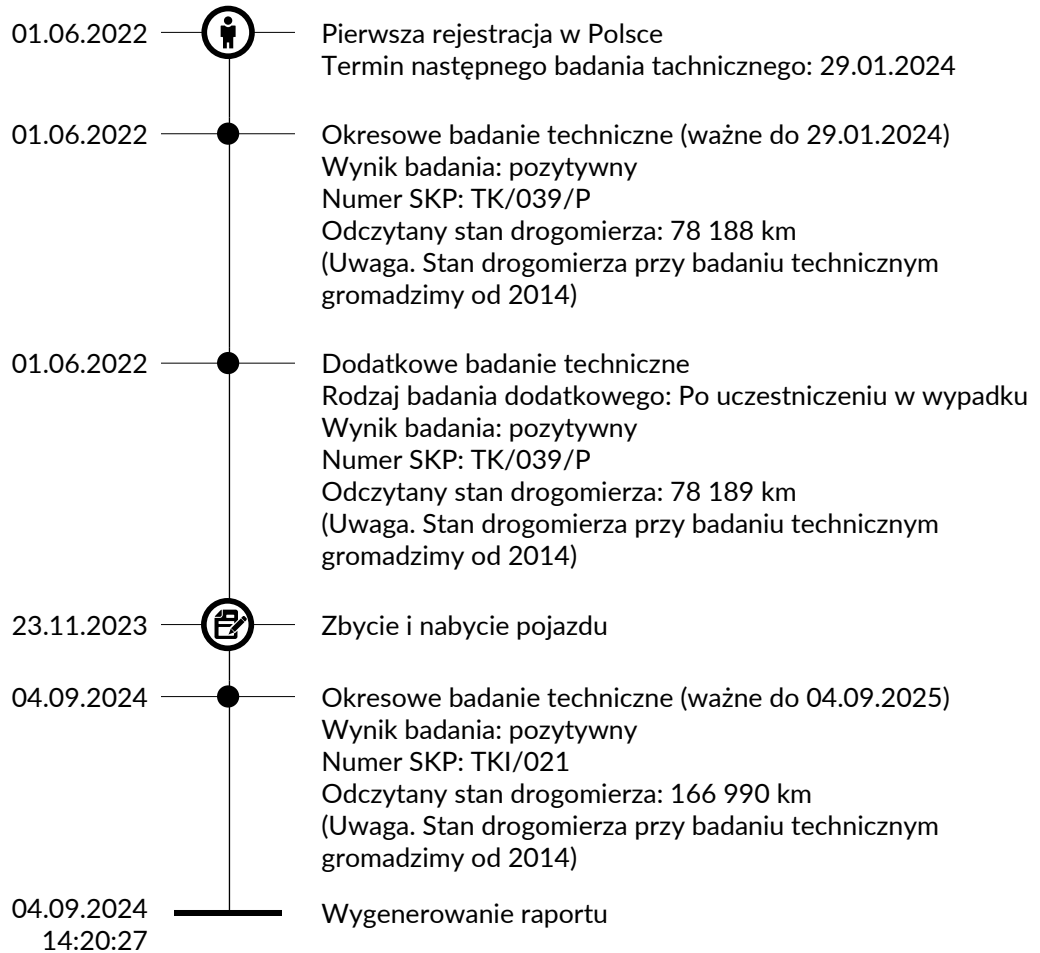 01.06.2022 Pierwsza rejestracja w Polsce
Termin następnego badania tachnicznego: 29.01.2024
01.06.2022 Okresowe badanie techniczne (ważne do 29.01.2024)
Wynik badania: pozytywny
Numer SKP: TK/039/P
Odczytany stan drogomierza: 78 188 km
(Uwaga. Stan drogomierza przy badaniu technicznym
gromadzimy od 2014)
01.06.2022 Dodatkowe badanie techniczne
Rodzaj badania dodatkowego: Po uczestniczeniu w wypadku
Wynik badania: pozytywny
Numer SKP: TK/039/P
Odczytany stan drogomierza: 78 189 km
(Uwaga. Stan drogomierza przy badaniu technicznym
gromadzimy od 2014)
23.11.2023 Zbycie i nabycie pojazdu
04.09.2024 Okresowe badanie techniczne (ważne do 04.09.2025)
Wynik badania: pozytywny
Numer SKP: TKI/021
Odczytany stan drogomierza: 166 990 km
(Uwaga. Stan drogomierza przy badaniu technicznym
gromadzimy od 2014)
04.09.2024 Wygenerowanie raportu
14:20:27